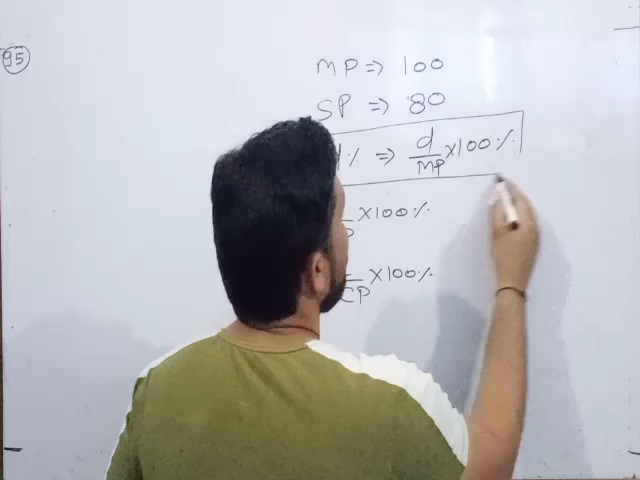 95
MP => 100
SP => 80
% => d/MP ×100%
×100%
/CP ×100%